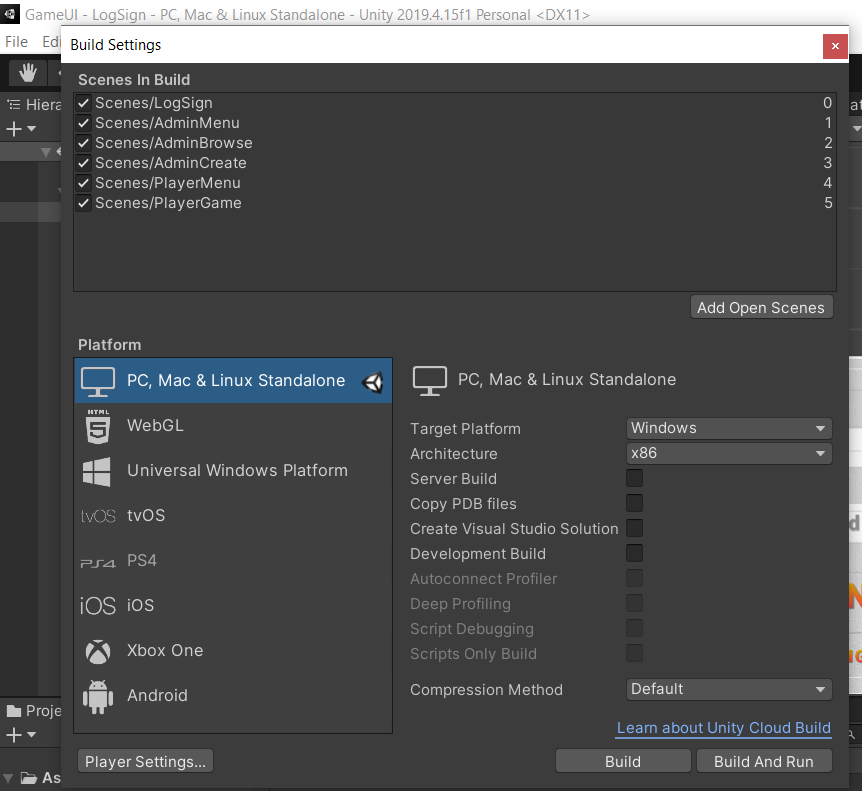 GameUI - LogSign - PC, Mac & Linux Standalone - Unity 2019.4.15f1 Personal <DX11>
File Edi
Build Settings
Scenes In Build
Scenes/LogSign 0
Scenes/AdminMenu 1
Scenes/AdminBrowse 2
Scenes/AdminCreate 3
Scenes/PlayerMenu 4
Scenes/PlayerGame 5
Hiera
Add Open Scenes
Platform
PC, Mac & Linux Standalone
HTML
5
WebGL
Universal Windows Platform
tvOS tvOS
PS4 PS4
iOS iOS
Xbox One
Android
PC, Mac & Linux Standalone
Target Platform Windows
Architecture x86
Server Build
Copy PDB files
Create Visual Studio Solution
Development Build
Autoconnect Profiler
Deep Profiling
Script Debugging
Scripts Only Build
Compression Method Default
Learn about Unity Cloud Build
Proje
Player Settings... Build Build And Run
As